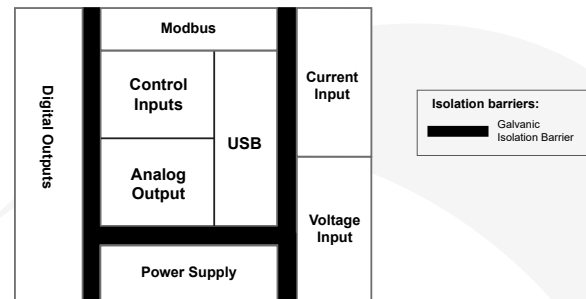 Modbus
Digital Outputs
Control
Inputs
USB
Analog
Output
Power Supply
Current
Input
Voltage
Input
Isolation barriers:
Galvanic
Isolation Barrier